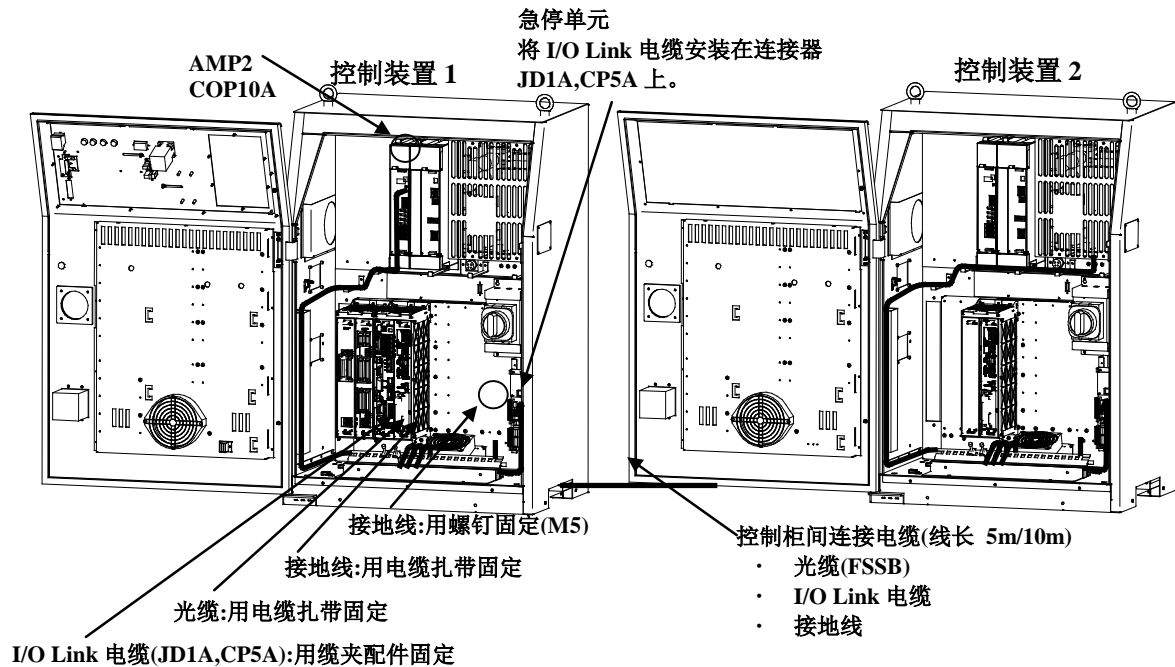 急停单元
将 I/O Link 电缆安装在连接器
JD1A,CP5A 上。
AMP2
COP10A
控制装置 1
控制装置 2
接地线:用螺钉固定(M5)
接地线:用电缆扎带固定
光缆:用电缆扎带固定
I/O Link 电缆(JD1A,CP5A):用缆夹配件固定
控制柜间连接电缆(线长 5m/10m)
· 光缆(FSSB)
· I/O Link 电缆
· 接地线